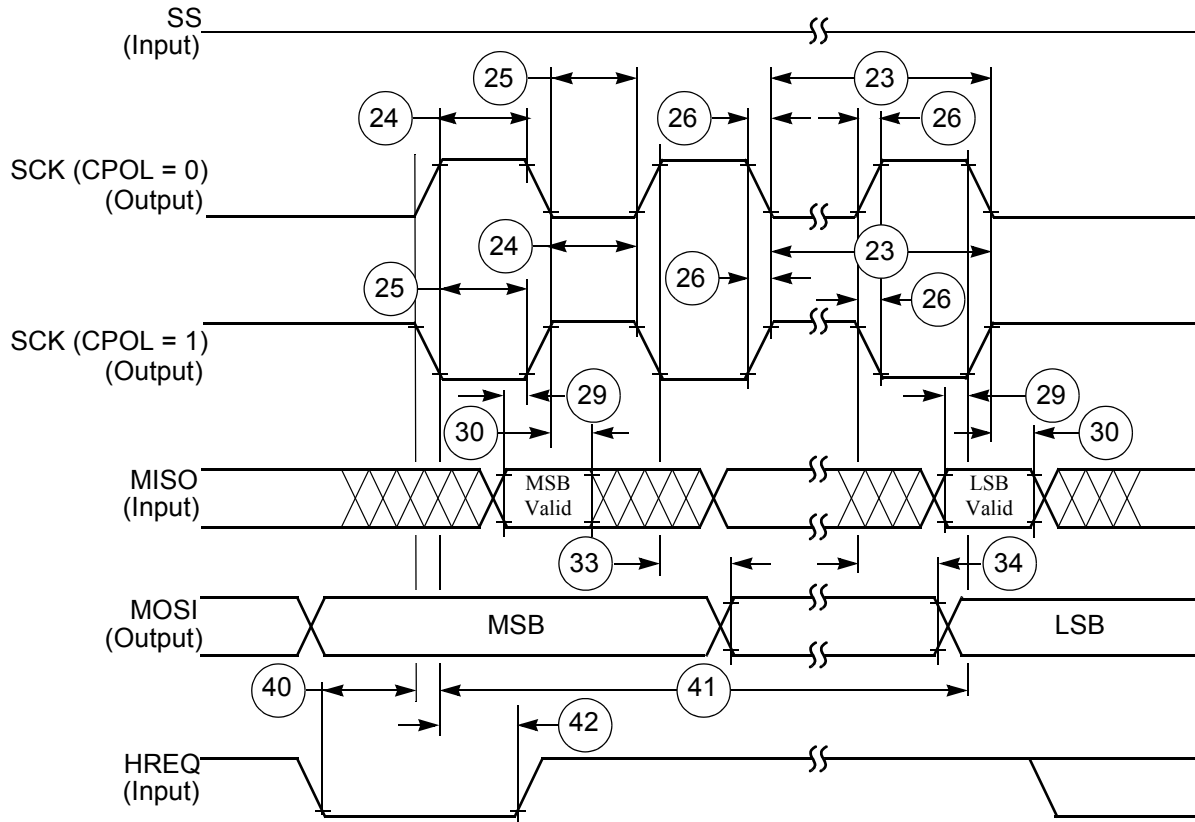 SS
(Input)
25
23
24
26
26
SCK (CPOL = 0)
(Output)
24
23
25
26
26
SCK (CPOL = 1)
(Output)
29
29
30
30
MISO
(Input)
MSB
Valid
LSB
Valid
33
34
MOSI
(Output)
MSB
LSB
40
41
42
HREQ
(Input)